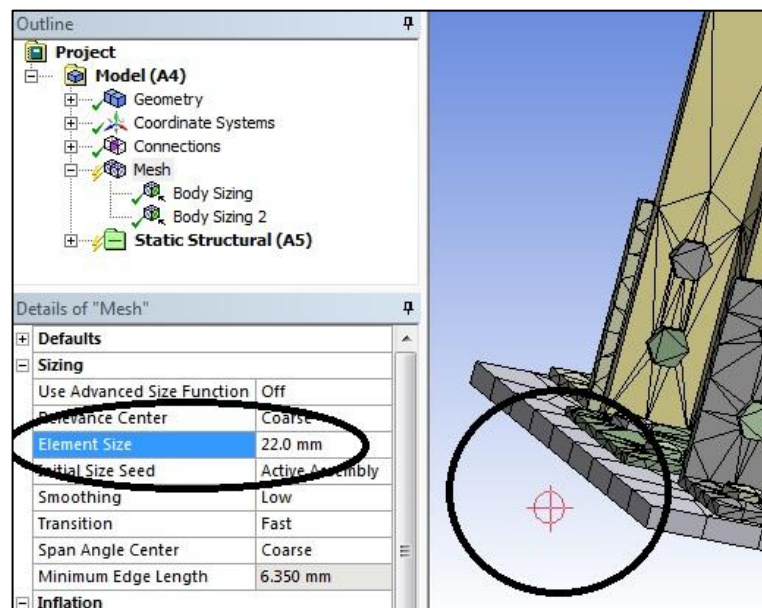 Outline
Project
Model (A4)
Geometry
Coordinate Systems
Connections
Mesh
Body Sizing
Body Sizing 2
Static Structural (A5)
Details of "Mesh"
Defaults
Sizing
Use Advanced Size Function Off
Relevance Center Coarse
Element Size 22.0 mm
Initial Size Seed Active Assembly
Smoothing Low
Transition Fast
Span Angle Center Coarse
Minimum Edge Length 6.350 mm
Inflation